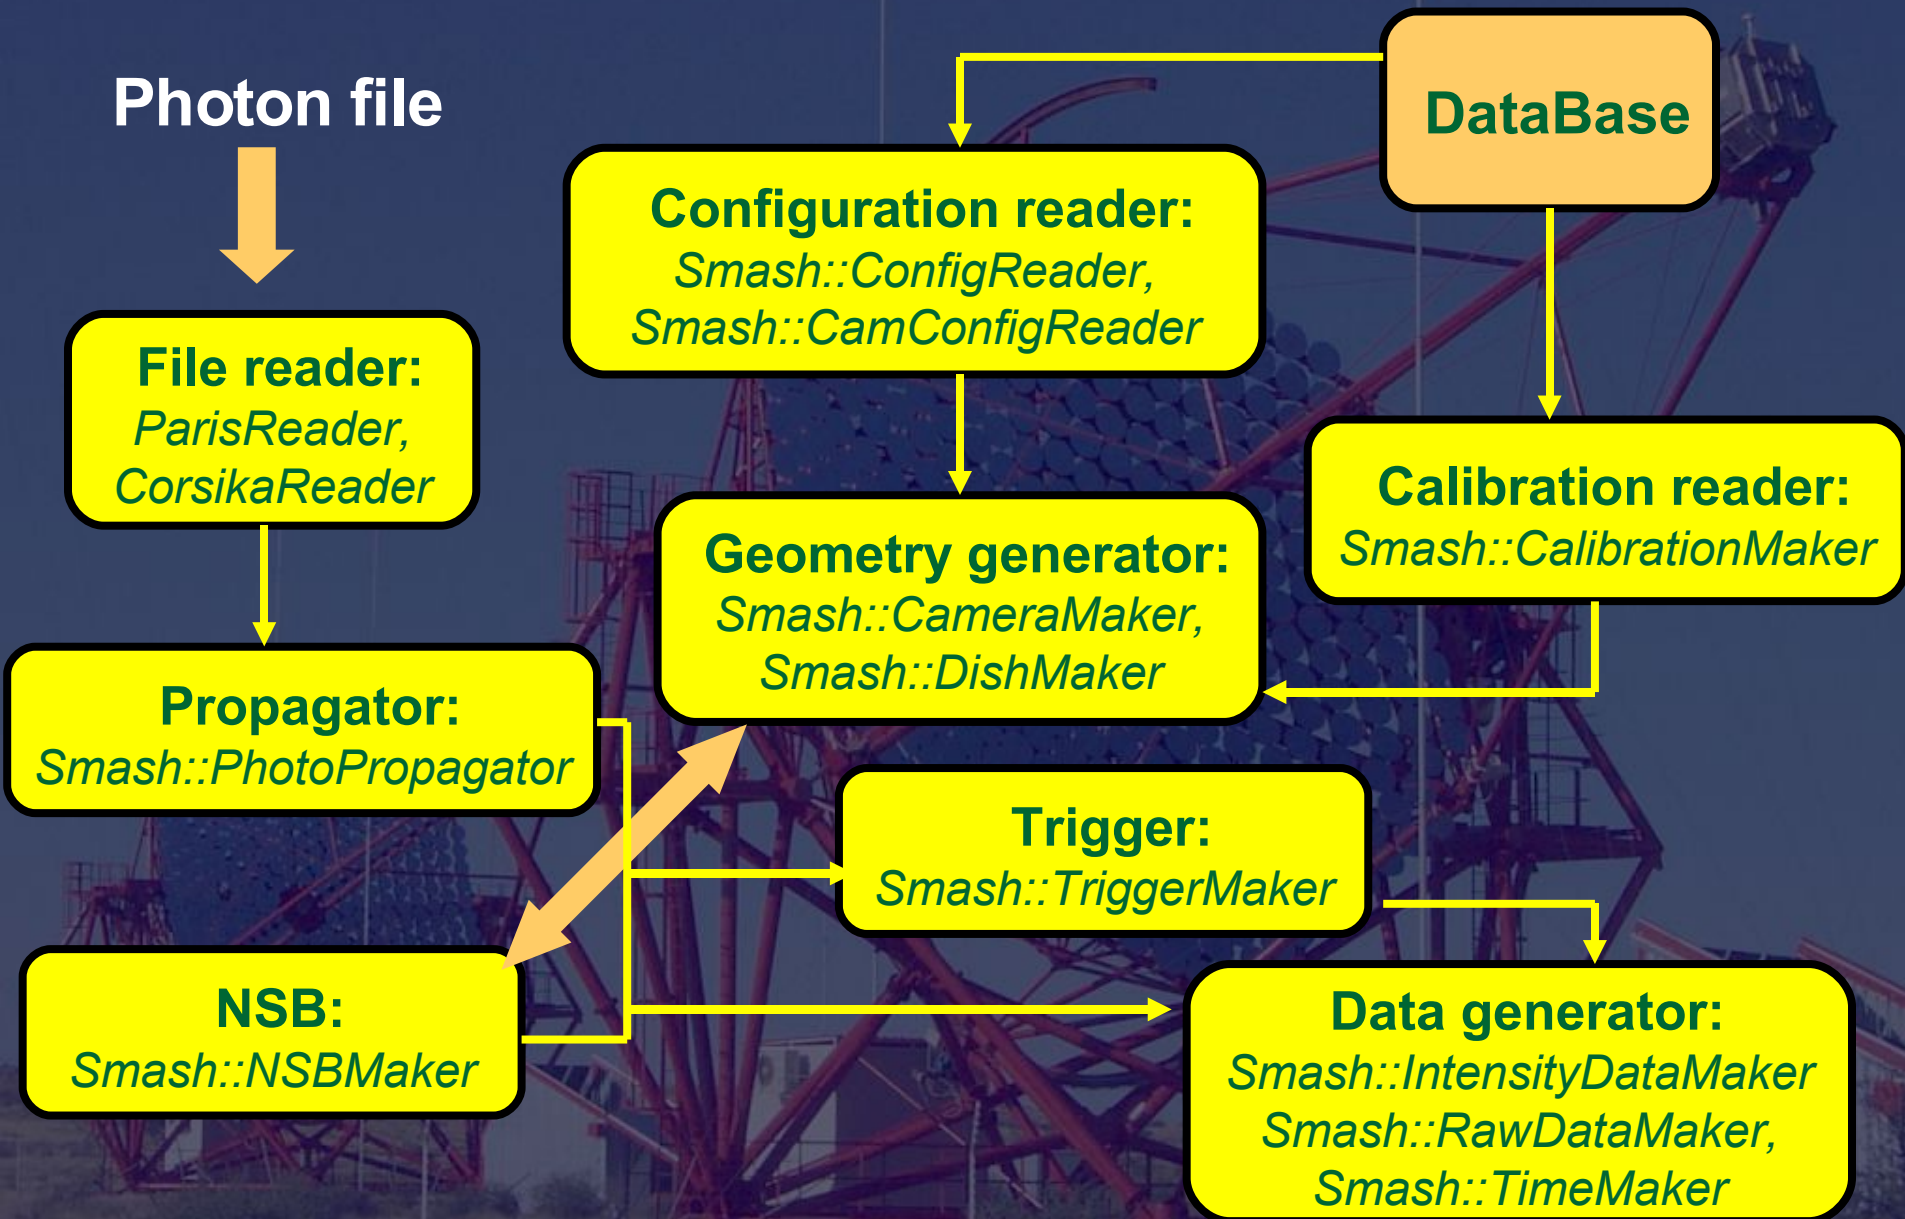 Photon file
DataBase
Configuration reader:
Smash::ConfigReader,
Smash::CamConfigReader
File reader:
ParisReader,
CorsikaReader
Calibration reader:
Smash::CalibrationMaker
Geometry generator:
Smash::CameraMaker,
Smash::DishMaker
Propagator:
Smash::PhotoPropagator
Trigger:
Smash::TriggerMaker
NSB:
Smash::NSBMaker
Data generator:
Smash::IntensityDataMaker
Smash::RawDataMaker,
Smash::TimeMaker